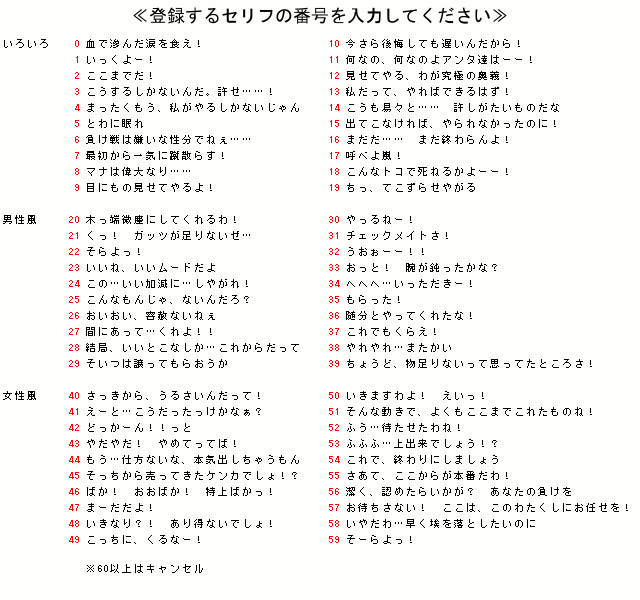 ≪登録するセリフの番号を入力してください≫
いろいろ 0 血で滲んだ涙を食え！ 10 今さら後悔しても遅いんだから！
1 いっくよー！ 11 何なの、何なのよアンタ達はーー！
2 ここまでだ！ 12 見せてやる、わが究極の奥義！
3 こうするしかないんだ。許せ……！ 13 私だって、やればできるはず！
4 まったくもう、私がやるしかないじゃん 14 こうも易々と…… 許しがたいものだな
5 とわに眠れ 15 出てこなければ、やられなかったのに！
6 負け戦は嫌いな性分でねぇ…… 16 まだだ…… まだ終わらんよ！
7 最初から一気に蹴散らす！ 17 呼べよ嵐！
8 マナは偉大なり…… 18 こんなトコで死ねるかよーー！
9 目にもの見せてやるよ！ 19 ちっ、てこずらせやがる
男性風 20 木っ端微塵にしてくれるわ！ 30 やっるねー！
21 くっ！ ガッツが足りないぜ… 31 チェックメイトさ！
22 そらよっ！ 32 うおぉーー！！
23 いいね、いいムードだよ 33 おっと！ 腕が鈍ったかな？
24 この…いい加減に…しやがれ！ 34 へへへ…いっただきー！
25 こんなもんじゃ、ないんだろ？ 35 もらった！
26 おいおい、容赦ないねぇ 36 随分とやってくれたな！
27 間にあって…くれよ！！ 37 これでもくらえ！
28 結局、いいとこなしか…これからだって 38 やれやれ…またかい
29 そいつは譲ってもらおうか 39 ちょうど、物足りないって思ってたところさ！
女性風 40 さっきから、うるさいんだって！ 50 いきますわよ！ えいっ！
41 えーと…こうだったっけかなぁ？ 51 そんな動きで、よくもここまでこれたものね！
42 どっかーん！！っと 52 ふう…待たせたわね！
43 やだやだ！ やめてってば！ 53 ふふふ…上出来でしょう！？
44 もう…仕方ないな、本気出しちゃうもん 54 これで、終わりにしましょう
45 そっちから売ってきたケンカでしょ！？ 55 さあて、ここからが本番だわ！
46 ばか！ おおばか！ 特上ばかっ！ 56 潔く、認めたらいかが？ あなたの負けを
47 まーだだよ！ 57 お待ちさない！ ここは、このわたくしにお任せを！
48 いきなり？！ あり得ないでしょ！ 58 いやだわ…早く埃を落としたいのに
49 こっちに、くるなー！ 59 そーらよっ！
※60以上はキャンセル